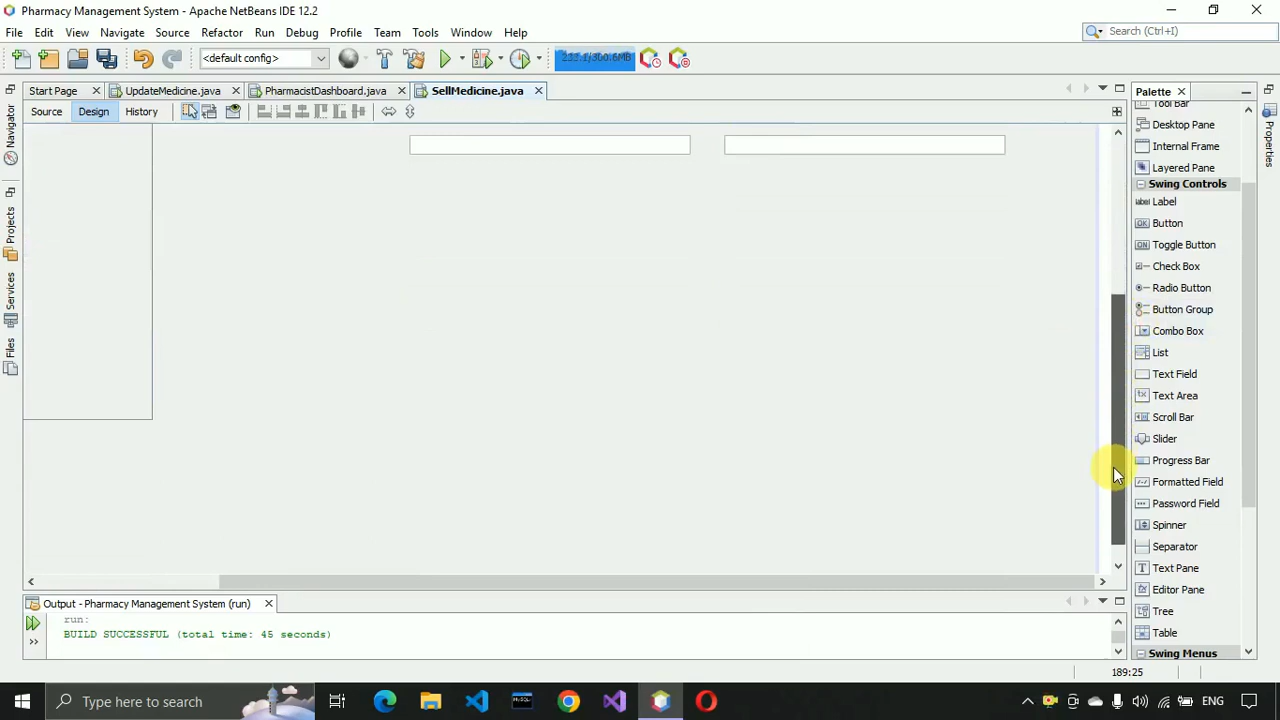 Pharmacy Management System - Apache NetBeans IDE 12.2
File Edit View Navigate Source Refactor Run Debug Profile Team Tools Window Help
Search (Ctrl+I)
<default config>
Start Page UpdateMedicine.java PharmacistDashboard.java SellMedicine.java
Source Design History
Navigator
Projects
Services
Files
Palette
Tool Bar
Desktop Pane
Internal Frame
Layered Pane
Swing Controls
Label
Button
Toggle Button
Check Box
Radio Button
Button Group
Combo Box
List
Text Field
Text Area
Scroll Bar
Slider
Progress Bar
Formatted Field
Password Field
Spinner
Separator
Text Pane
Editor Pane
Tree
Table
Swing Menus
Properties
Output - Pharmacy Management System (run)
run:
BUILD SUCCESSFUL (total time: 45 seconds)
189:25
Type here to search
ENG